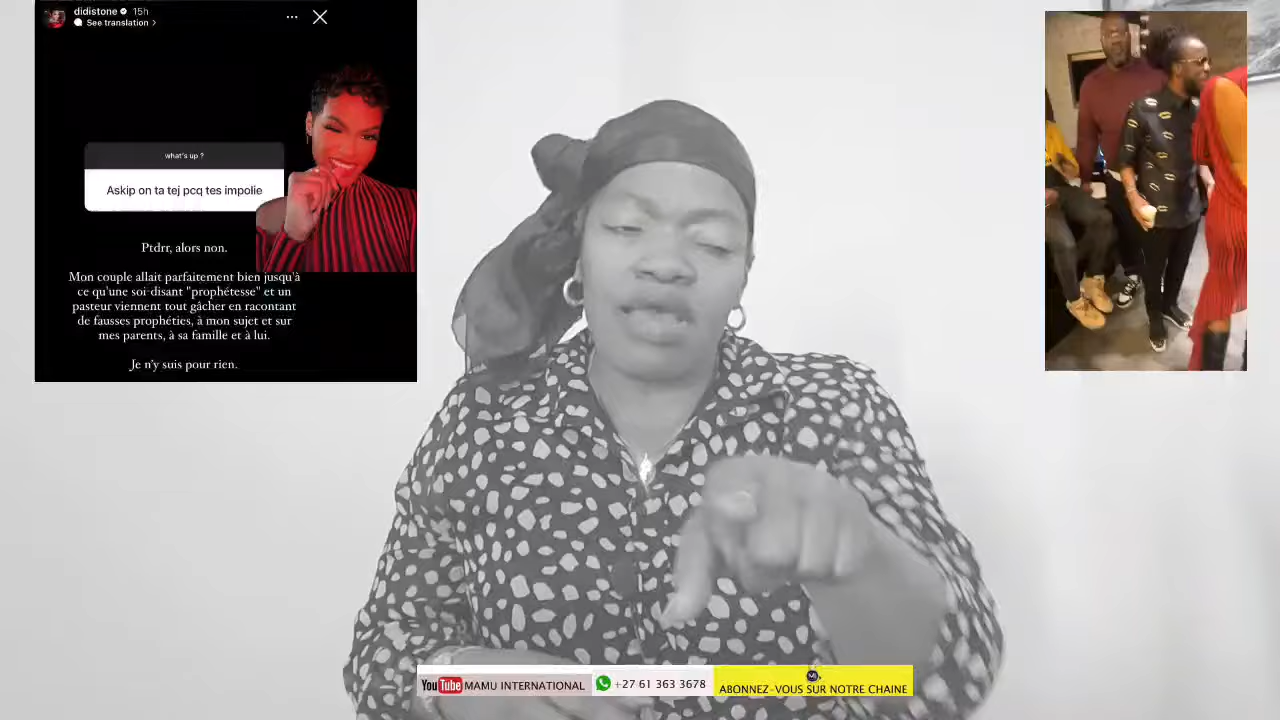 didistone 15h
See translation >
what's up ?
Askip on ta tej pcq tes impolie
Ptdrr, alors non.
Mon couple allait parfaitement bien jusqu'à
ce qu'une soi-disant "prophétesse" et un
pasteur viennent tout gâcher en racontant
de fausses prophéties, à mon sujet et sur
mes parents, à sa famille et à lui.
Je n'y suis pour rien.
YouTube MAMU INTERNATIONAL
+27 61 363 3678
ABONNEZ-VOUS SUR NOTRE CHAINE